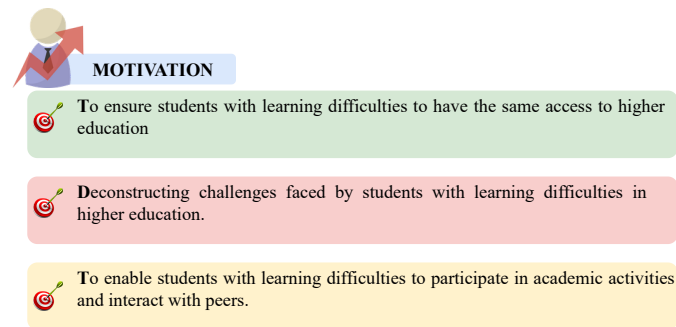 MOTIVATION
To ensure students with learning difficulties to have the same access to higher
education
Deconstructing challenges faced by students with learning difficulties in
higher education.
To enable students with learning difficulties to participate in academic activities
and interact with peers.